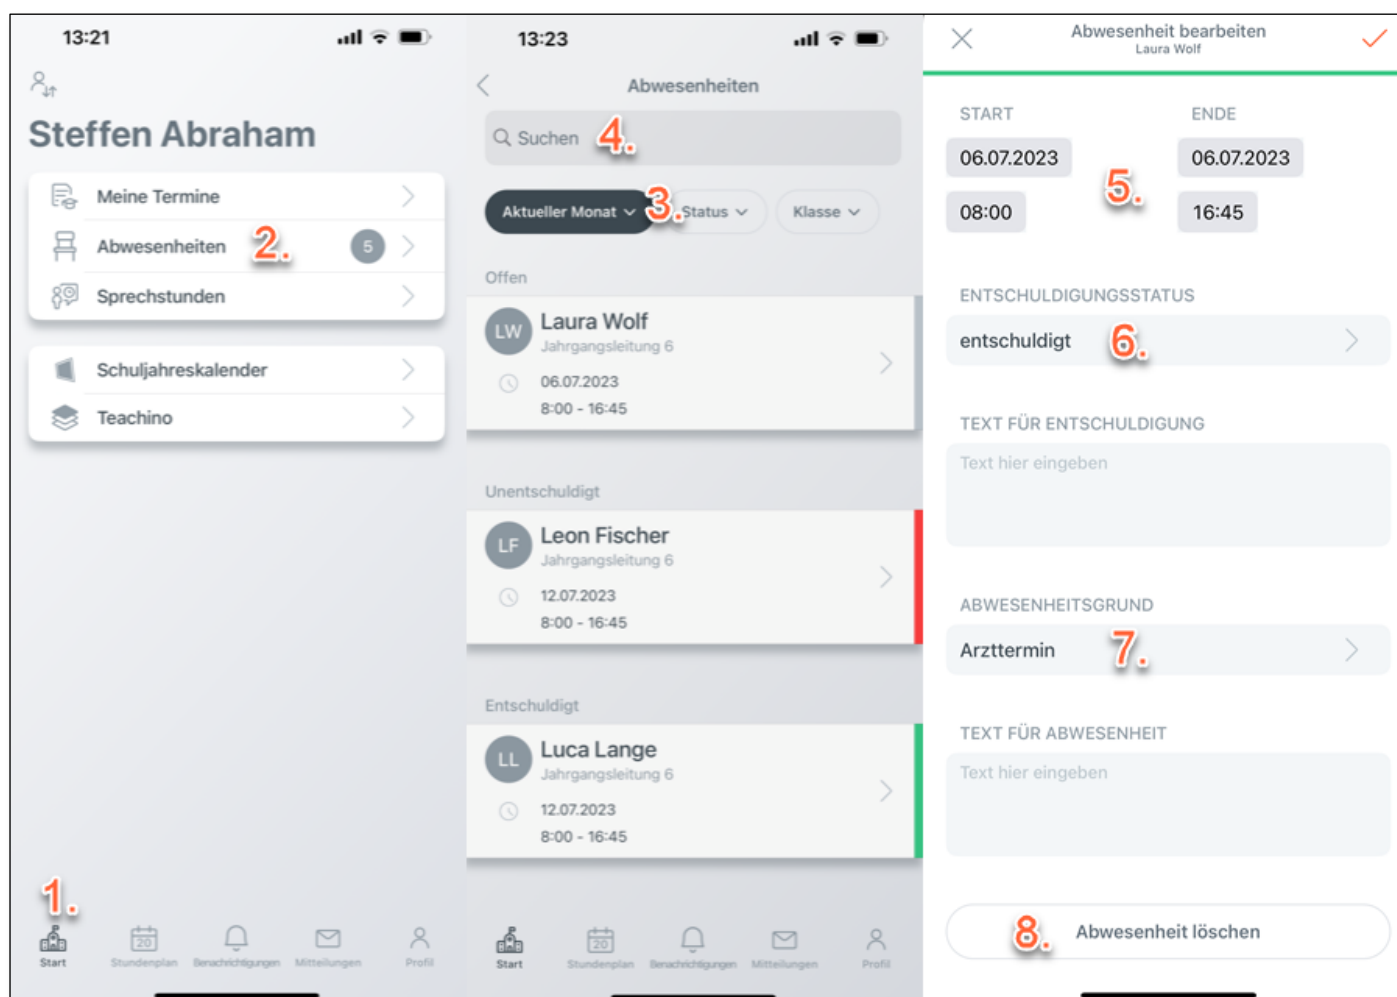 13:21
Steffen Abraham
Meine Termine
Abwesenheiten 2. 5
Sprechstunden
Schuljahreskalender
Teachino
1.
Start Stundenplan Benachrichtigungen Mitteilungen Profil
13:23
Abwesenheiten
Suchen 4.
Aktueller Monat 3. Status Klasse
Offen
LW Laura Wolf
Jahrgangsleitung 6
06.07.2023
8:00 - 16:45
Unentschuldigt
LF Leon Fischer
Jahrgangsleitung 6
12.07.2023
8:00 - 16:45
Entschuldigt
LL Luca Lange
Jahrgangsleitung 6
12.07.2023
8:00 - 16:45
Start Stundenplan Benachrichtigungen Mitteilungen Profil
Abwesenheit bearbeiten
Laura Wolf
START ENDE
06.07.2023 06.07.2023
5.
08:00 16:45
ENTSCHULDIGUNGSSTATUS
entschuldigt 6.
TEXT FÜR ENTSCHULDIGUNG
Text hier eingeben
ABWESENHEITSGRUND
Arzttermin 7.
TEXT FÜR ABWESENHEIT
Text hier eingeben
8. Abwesenheit löschen